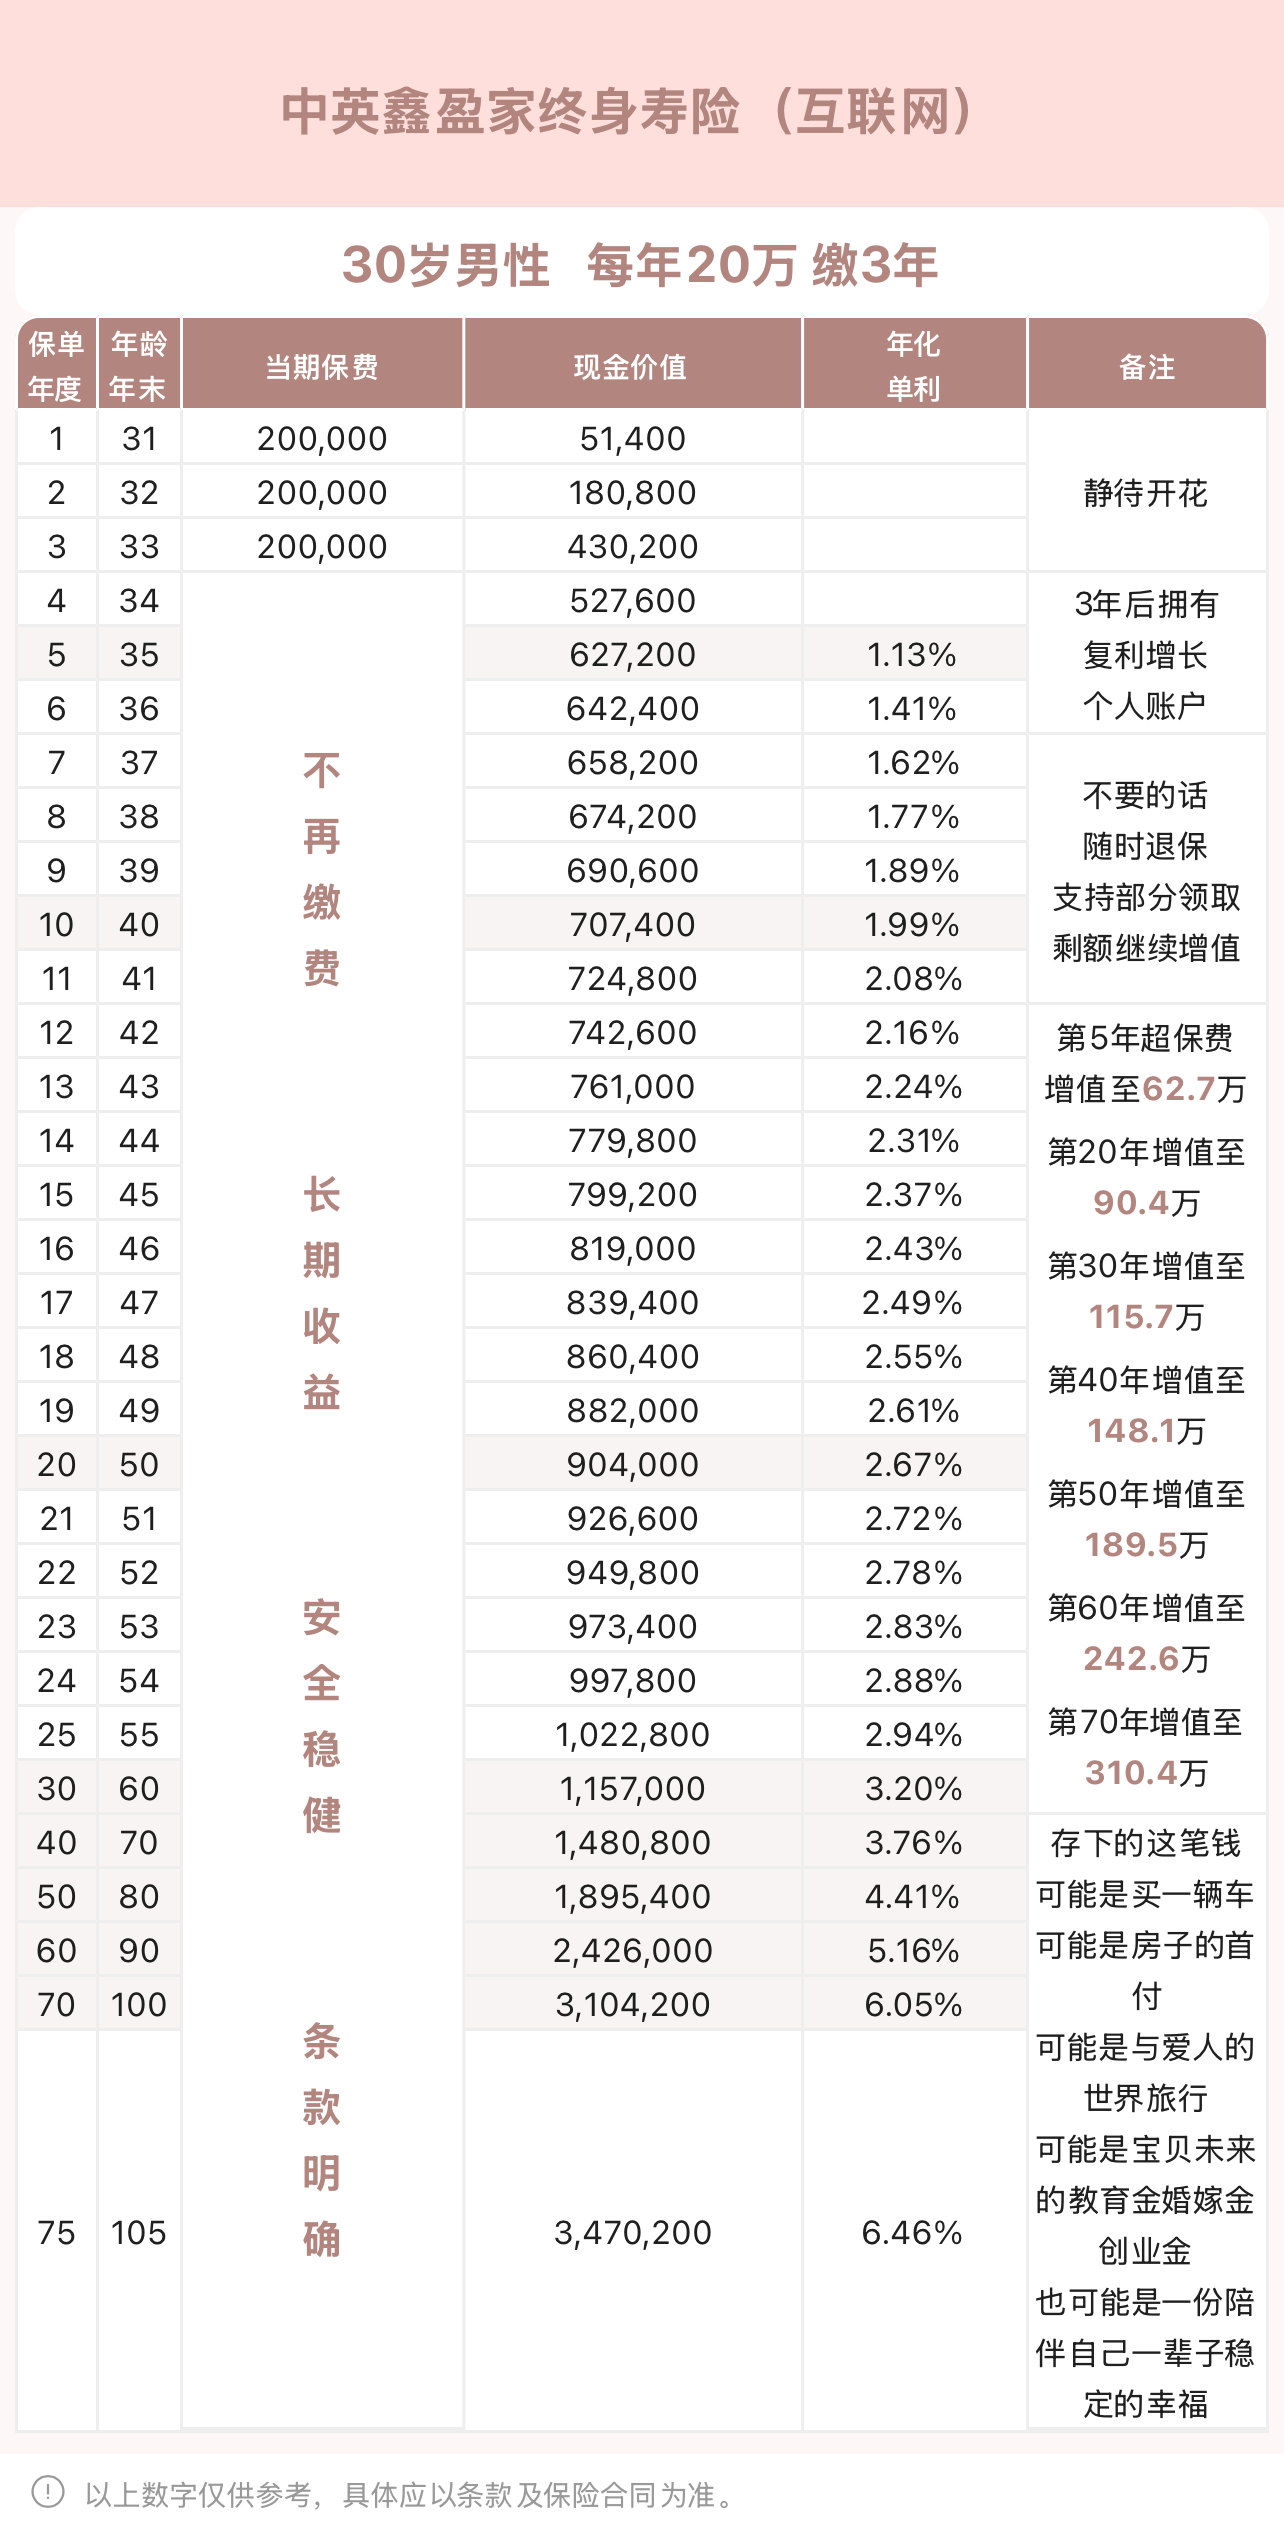 中英鑫盈家终身寿险（互联网）
30岁男性 每年20万 缴3年
保单年度 年龄年末 当期保费 现金价值 年化单利 备注
1 31 200,000 51,400
2 32 200,000 180,800
3 33 200,000 430,200
静待开花
4 34 527,600
5 35 627,200 1.13%
6 36 642,400 1.41%
3年后拥有
复利增长
个人账户
7 37 658,200 1.62%
8 38 674,200 1.77%
9 39 690,600 1.89%
10 40 707,400 1.99%
11 41 724,800 2.08%
不要的话
随时退保
支持部分领取
剩额继续增值
12 42 742,600 2.16%
13 43 761,000 2.24%
14 44 779,800 2.31%
15 45 799,200 2.37%
16 46 819,000 2.43%
17 47 839,400 2.49%
18 48 860,400 2.55%
19 49 882,000 2.61%
20 50 904,000 2.67%
21 51 926,600 2.72%
22 52 949,800 2.78%
23 53 973,400 2.83%
24 54 997,800 2.88%
25 55 1,022,800 2.94%
30 60 1,157,000 3.20%
第5年超保费
增值至62.7万
第20年增值至
90.4万
第30年增值至
115.7万
第40年增值至
148.1万
第50年增值至
189.5万
第60年增值至
242.6万
第70年增值至
310.4万
40 70 1,480,800 3.76%
50 80 1,895,400 4.41%
60 90 2,426,000 5.16%
70 100 3,104,200 6.05%
75 105 3,470,200 6.46%
存下的这笔钱
可能是买一辆车
可能是房子的首
付
可能是与爱人的
世界旅行
可能是宝贝未来
的教育金婚嫁金
创业金
也可能是一份陪
伴自己一辈子稳
定的幸福
不再缴费
长期收益
安全稳健
条款明确
以上数字仅供参考，具体应以条款及保险合同为准。